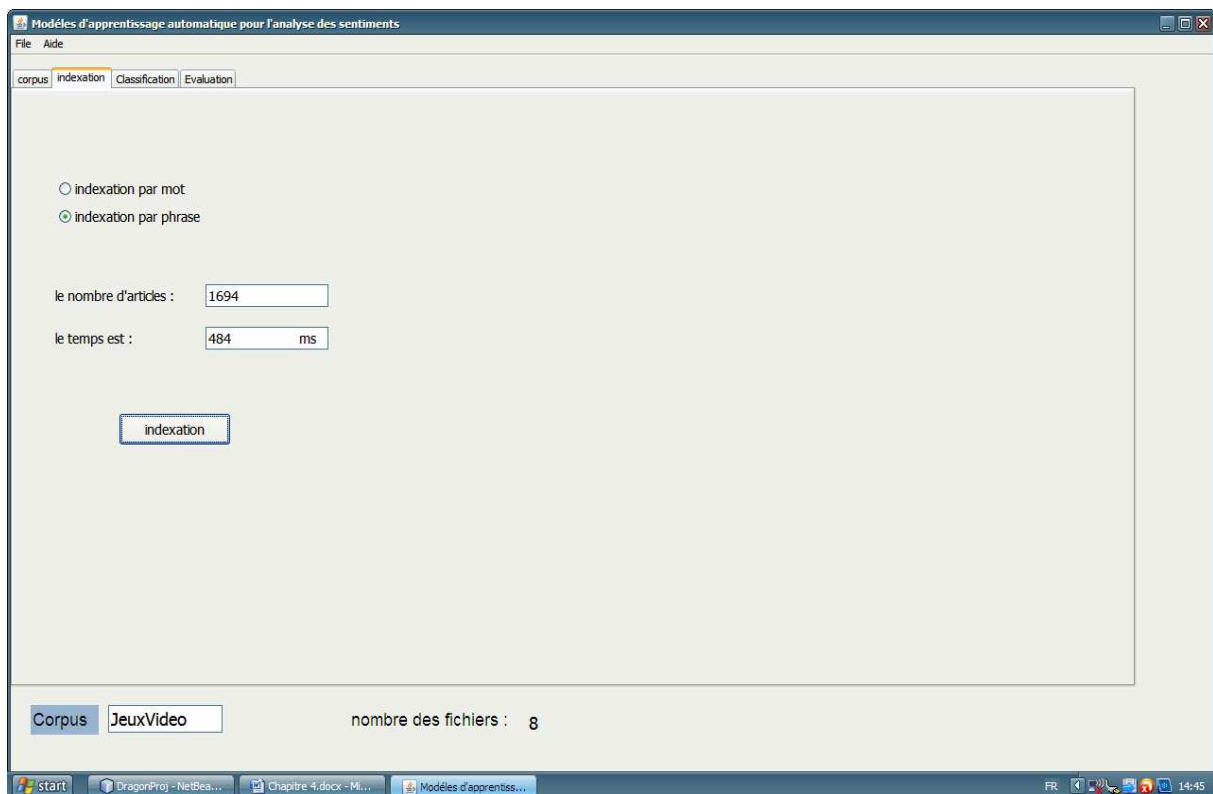 Modéles d'apprentissage automatique pour l'analyse des sentiments
File Aide
corpus indexation Classification Evaluation
indexation par mot
indexation par phrase
le nombre d'articles : 1694
le temps est : 484 ms
indexation
Corpus JeuxVideo nombre des fichiers : 8
start DragonProj - NetBea... Chapitre 4.docx - Mi... Modéles d'apprentiss... FR 14:45